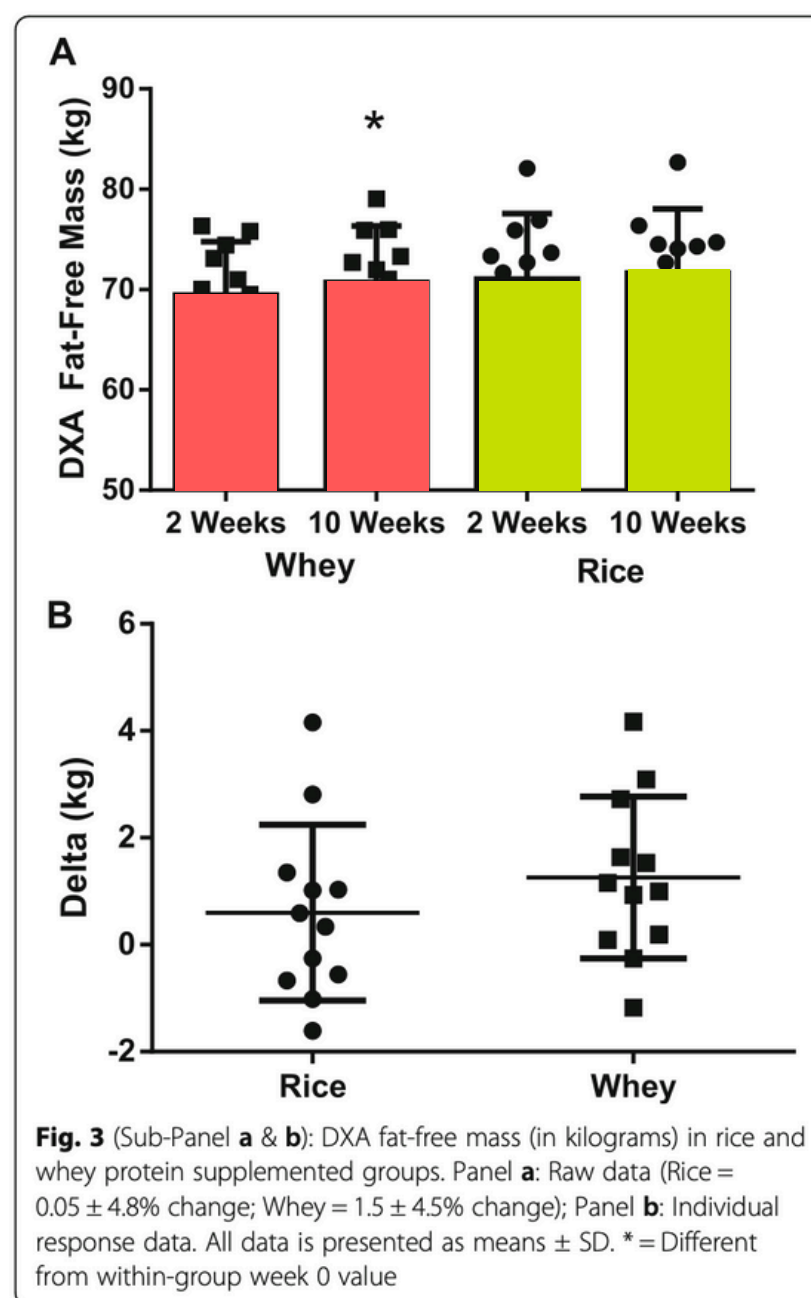 A
DXA Fat-Free Mass (kg)
90
*
80
70
60
50
2 Weeks 10 Weeks 2 Weeks 10 Weeks
Whey Rice
B
Delta (kg)
6
4
2
0
-2
Rice Whey
Fig. 3 (Sub-Panel a & b): DXA fat-free mass (in kilograms) in rice and
whey protein supplemented groups. Panel a: Raw data (Rice =
0.05 ± 4.8% change; Whey = 1.5 ± 4.5% change); Panel b: Individual
response data. All data is presented as means ± SD. * = Different
from within-group week 0 value